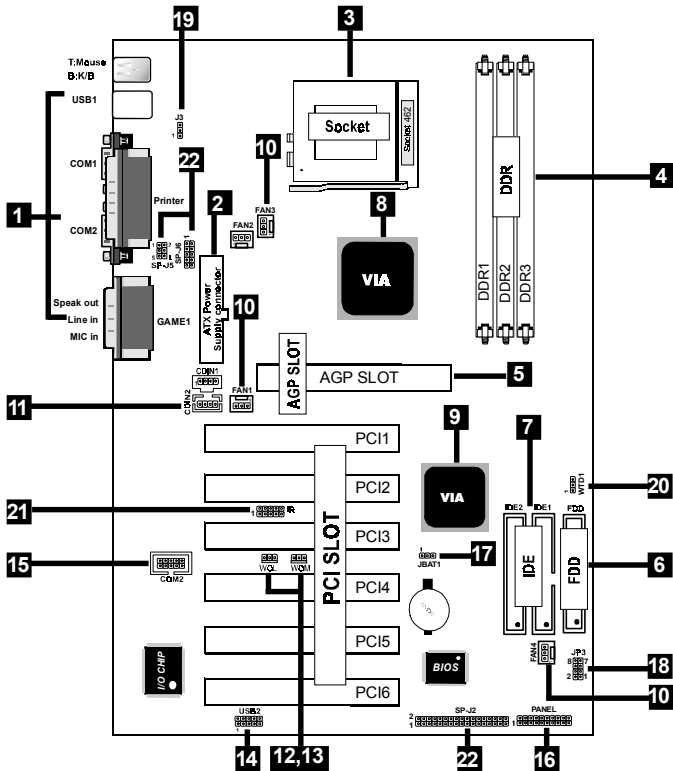 19
3
T:Mouse
B:K/B
USB1
J3
1
Socket
Socket 462
10
22
COM1
Printer
1
COM2
2
FAN3
FAN2
8
4
DDR
1
2
5
6
SP-J5
1
SP-J6
VIA
DDR1
DDR2
DDR3
ATX Power
Supply connector
Speak out
Line in
MIC in
GAME1
10
AGP SLOT
AGP SLOT
5
CDIN1
CDIN2
FAN1
11
PCI1
9
7
PCI2
VIA
IDE2
IDE1
FDD
1
WTD1
20
21
1
IR
PCI3
PCI SLOT
1
JBAT1
17
15
COM2
WOL
WOM
IDE
FDD
6
PCI4
I/O CHIP
PCI5
BIOS
FAN4
JP3
8
7
2
1
18
10
PCI6
USB2
1
2
1
SP-J2
PANEL
1
14
12,13
22
16